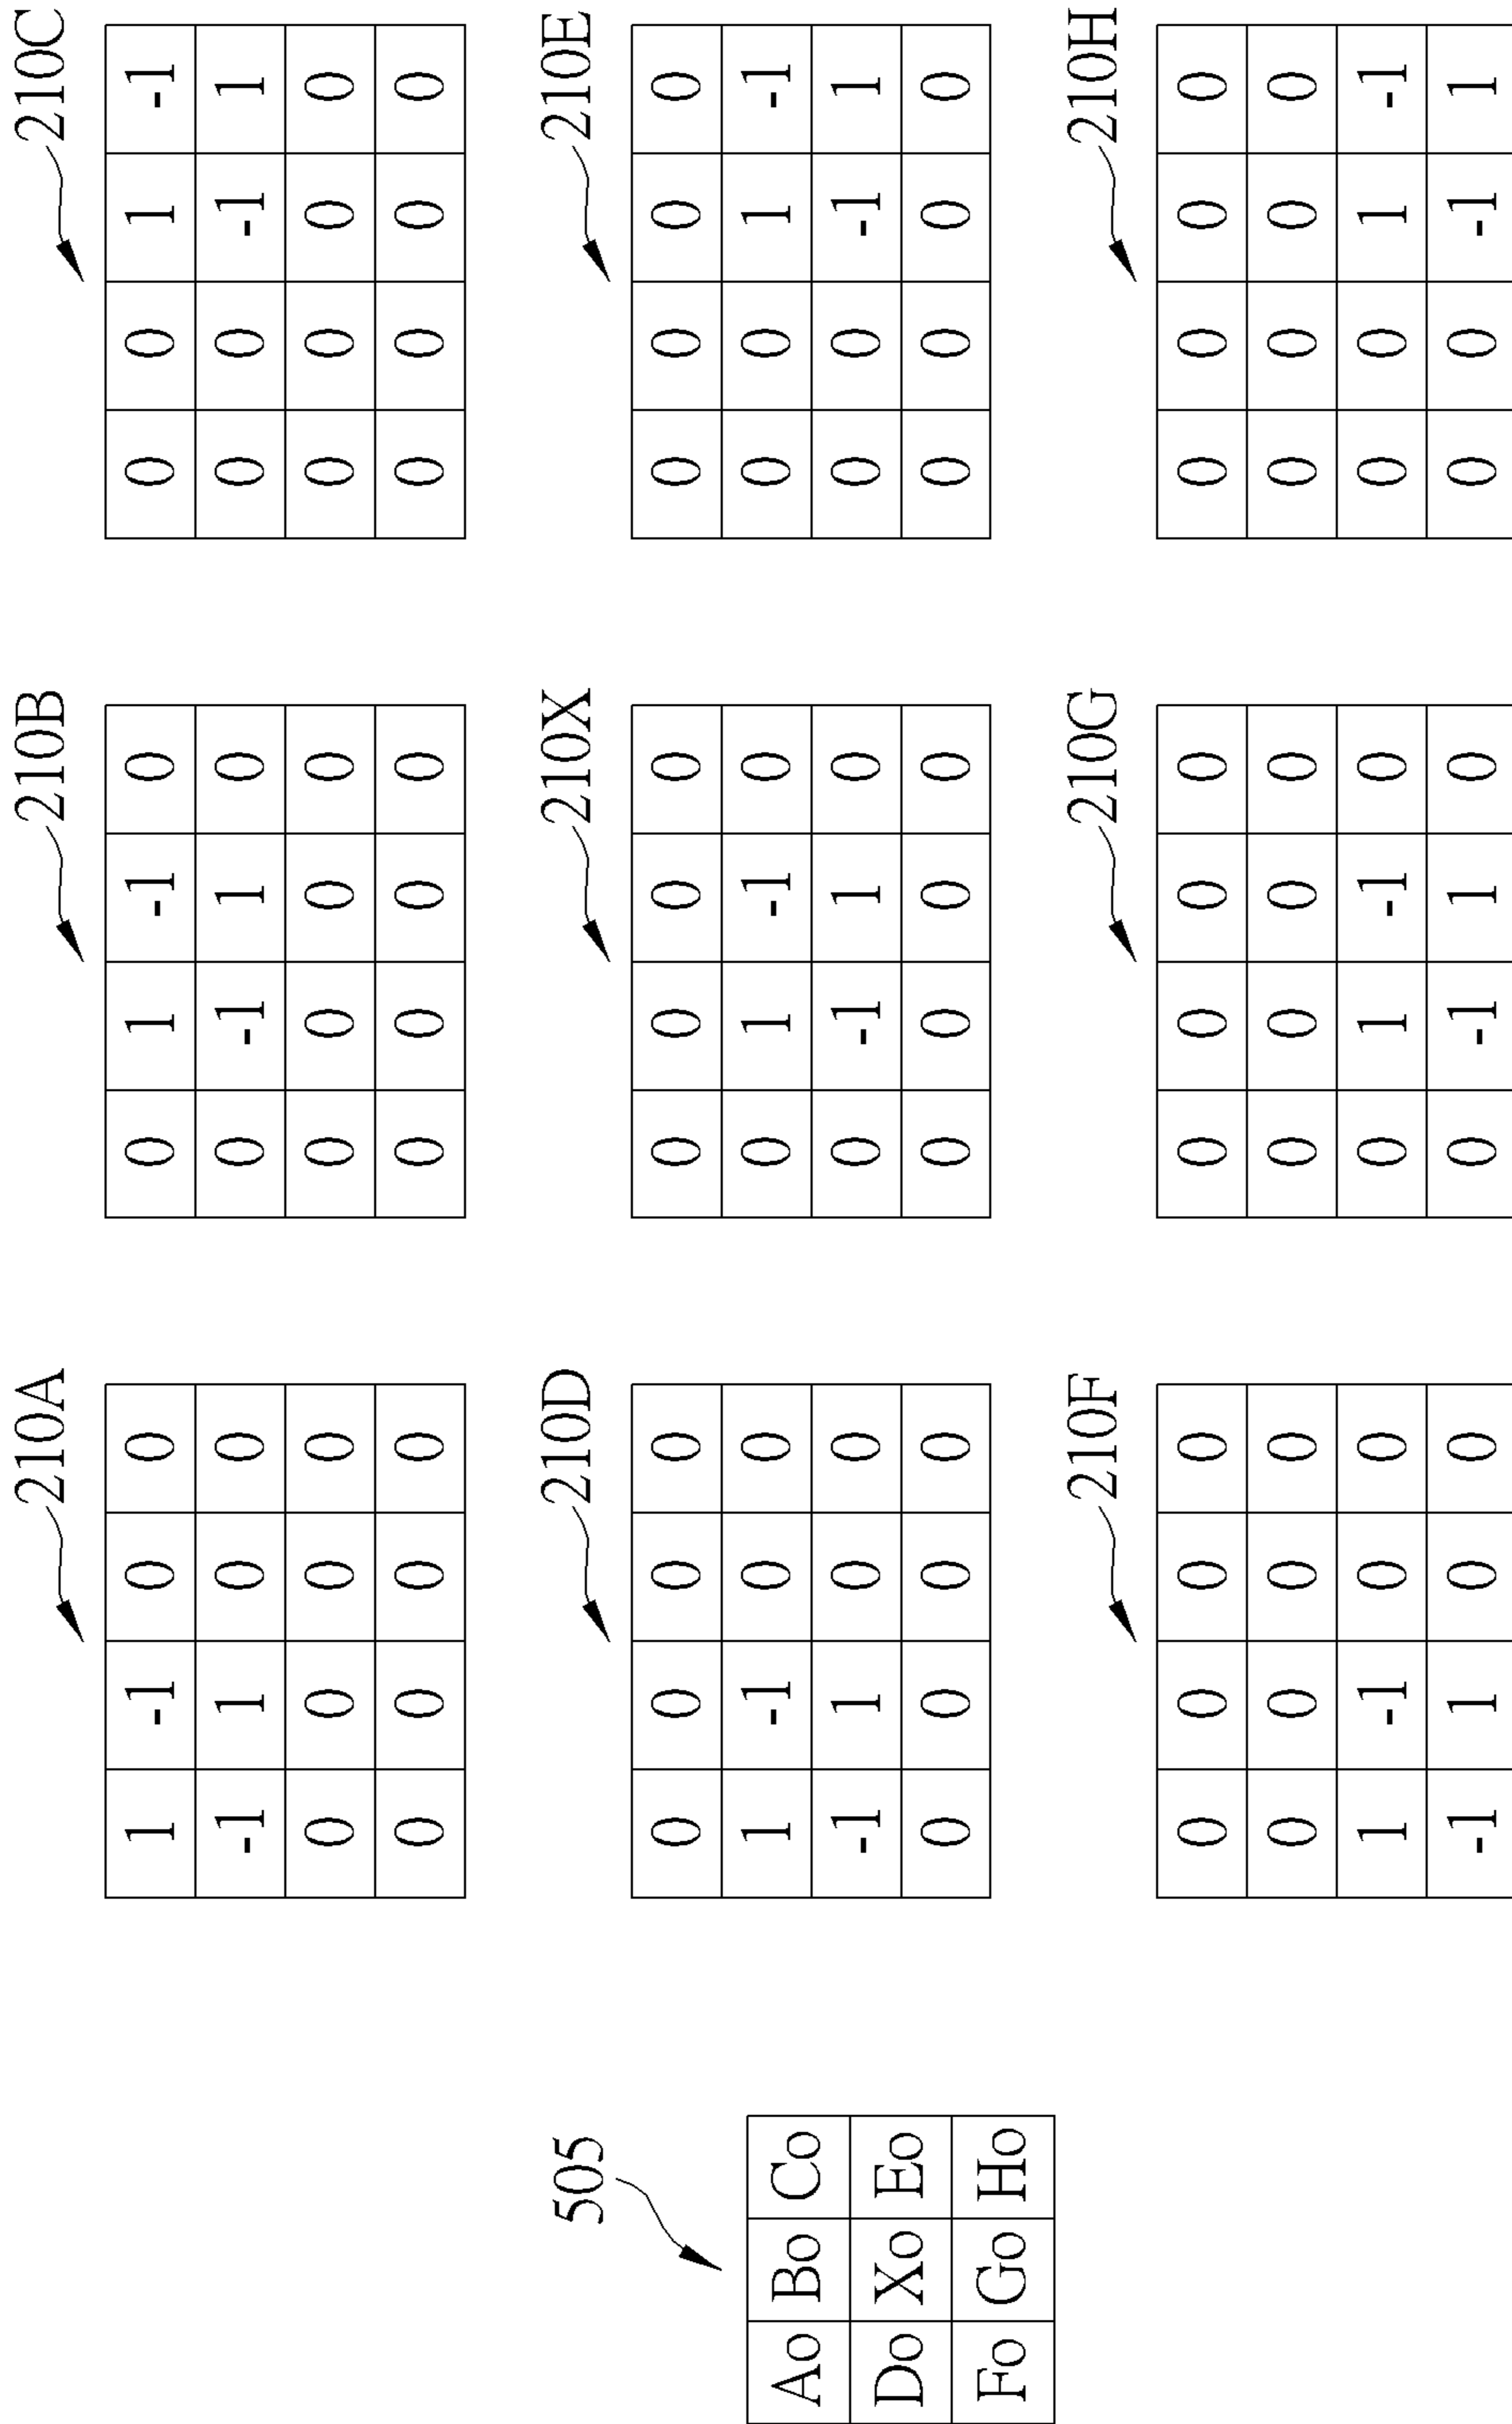 505
Ao Bo Co
Do Xo Eo
Fo Go Ho
210A
1 -1 0 0
-1 1 0 0
0 0 0 0
0 0 0 0
210B
0 1 -1 0
0 -1 1 0
0 0 0 0
0 0 0 0
210C
0 0 1 -1
0 0 -1 1
0 0 0 0
0 0 0 0
210D
0 0 0 0
1 -1 0 0
-1 1 0 0
0 0 0 0
210X
0 0 0 0
0 1 -1 0
0 -1 1 0
0 0 0 0
210E
0 0 0 0
0 0 1 -1
0 0 -1 1
0 0 0 0
210F
0 0 0 0
0 0 0 0
1 -1 0 0
-1 1 0 0
210G
0 0 0 0
0 0 0 0
0 1 -1 0
0 -1 1 0
210H
0 0 0 0
0 0 0 0
0 0 1 -1
0 0 -1 1